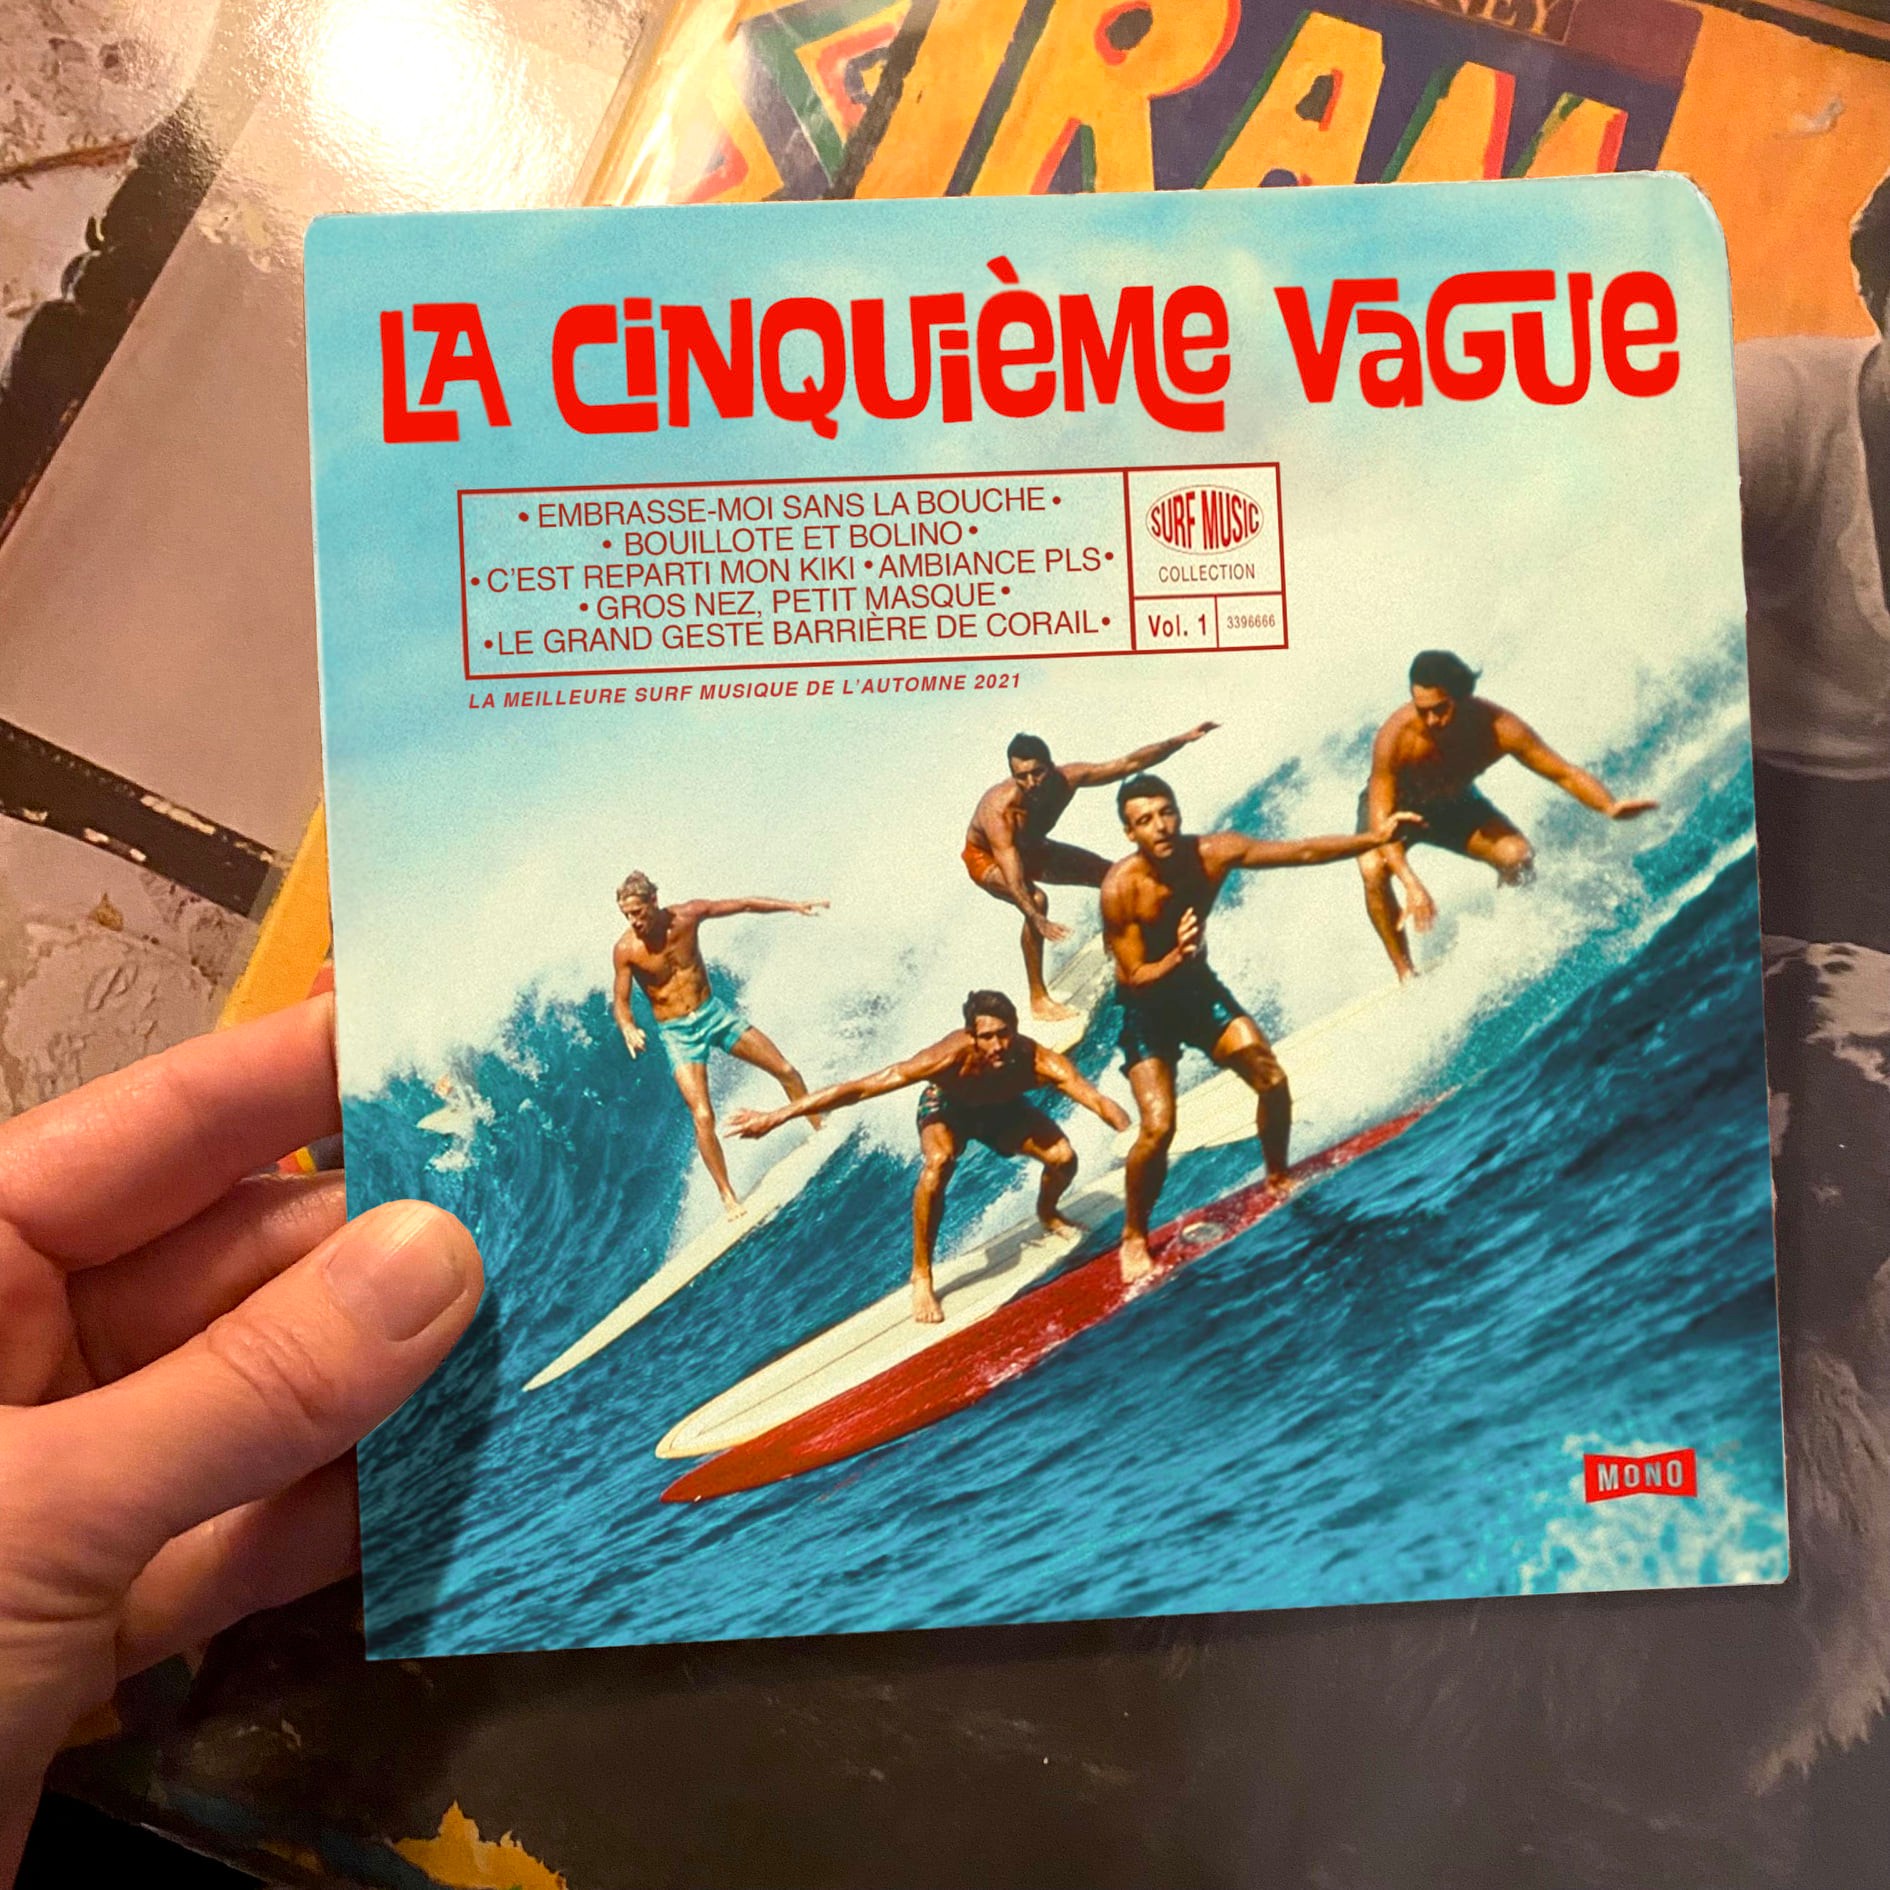 NEY
RAM
LA CINQUIÈME VAGUE
• EMBRASSE-MOI SANS LA BOUCHE •
• BOUILLOTE ET BOLINO •
• C'EST REPARTI MON KIKI • AMBIANCE PLS •
• GROS NEZ, PETIT MASQUE •
• LE GRAND GESTE BARRIÈRE DE CORAIL •
SURF MUSIC
COLLECTION
Vol. 1
3396666
LA MEILLEURE SURF MUSIQUE DE L'AUTOMNE 2021
MONO